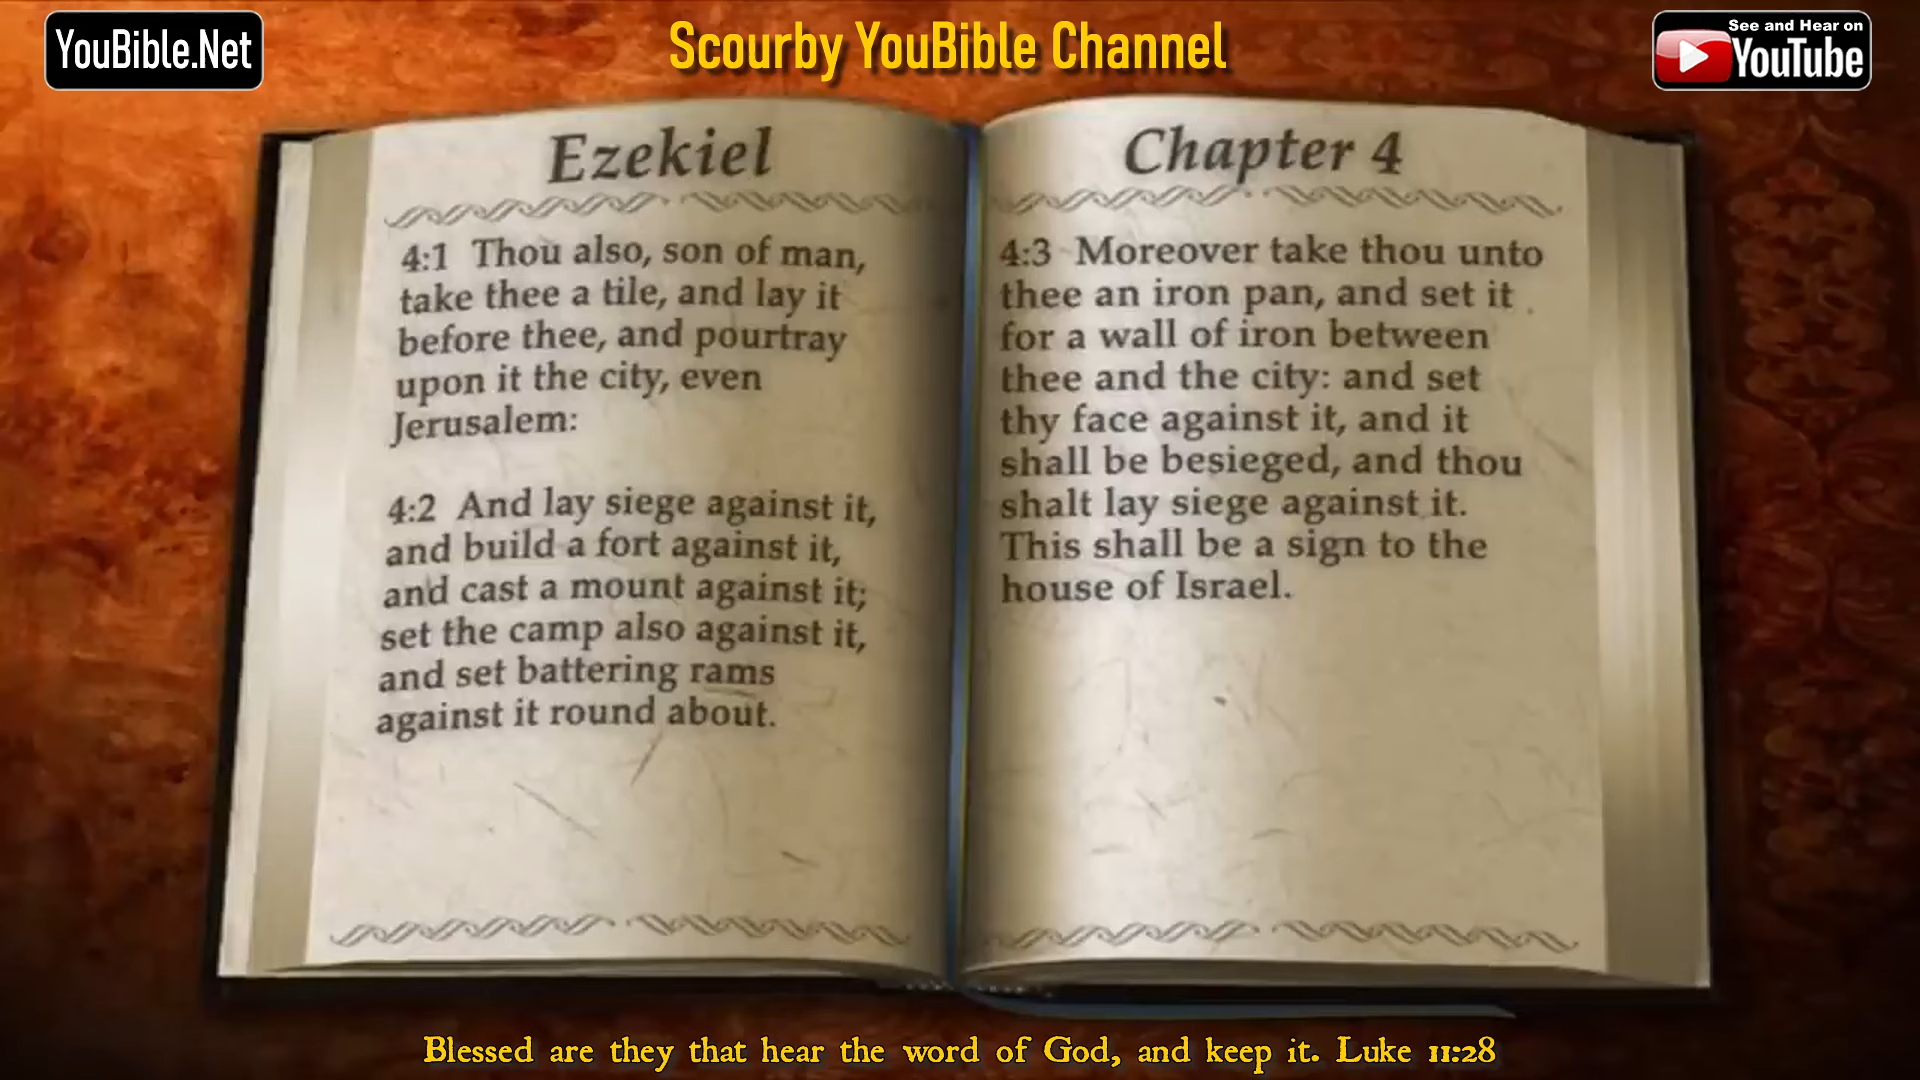 YouBible.Net
Scourby YouBible Channel
See and Hear on
YouTube
Ezekiel
4:1 Thou also, son of man,
take thee a tile, and lay it
before thee, and pourtray
upon it the city, even
Jerusalem:
4:2 And lay siege against it,
and build a fort against it,
and cast a mount against it;
set the camp also against it,
and set battering rams
against it round about.
Chapter 4
4:3 Moreover take thou unto
thee an iron pan, and set it
for a wall of iron between
thee and the city: and set
thy face against it, and it
shall be besieged, and thou
shalt lay siege against it.
This shall be a sign to the
house of Israel.
Blessed are they that hear the word of God, and keep it. Luke 11:28